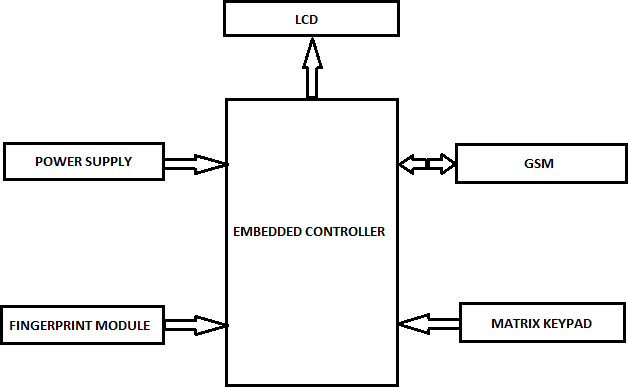 LCD
POWER SUPPLY
GSM
EMBEDDED CONTROLLER
FINGERPRINT MODULE
MATRIX KEYPAD